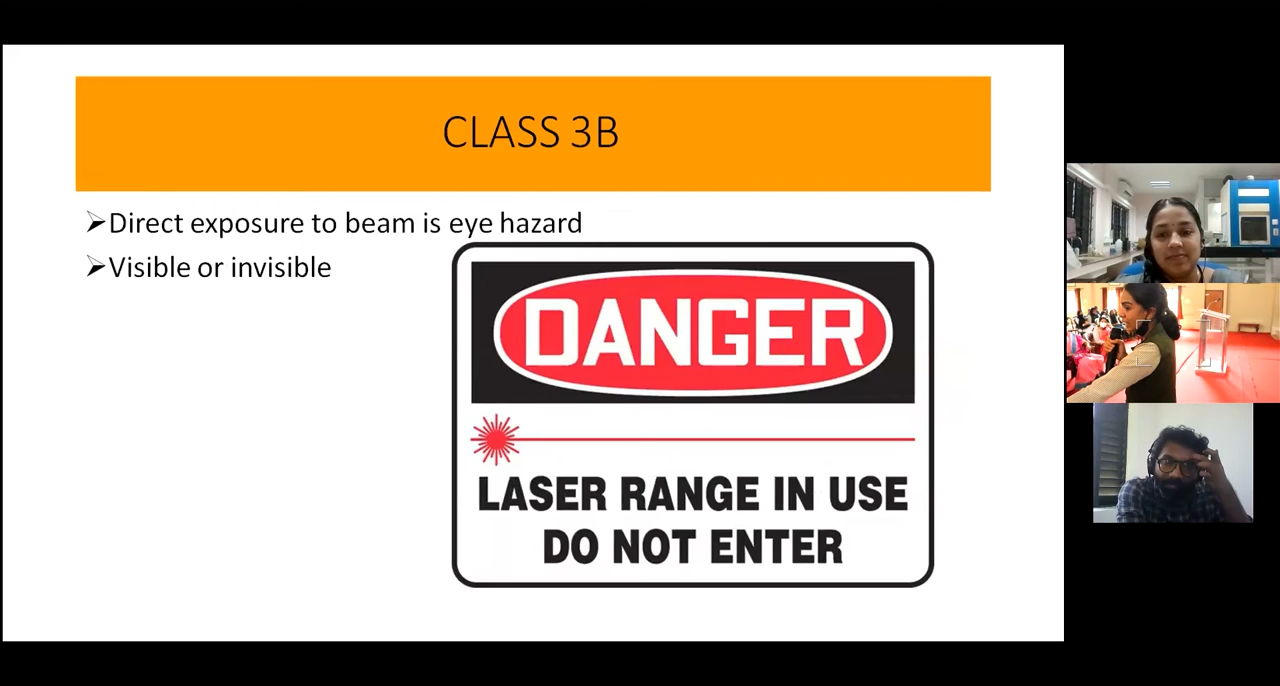 CLASS 3B
➢Direct exposure to beam is eye hazard
➢Visible or invisible
DANGER
LASER RANGE IN USE
DO NOT ENTER